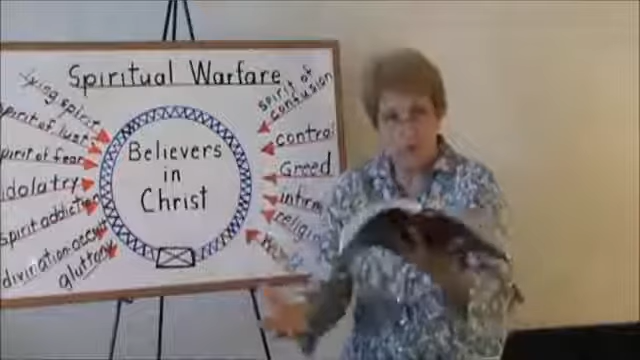 Spiritual Warfare
lying spirit
spirit of lust
spirit of fear
idolatry
spirit addiction
divination occult
gluttony
Believers
in
Christ
spirit of
confusion
control
Greed